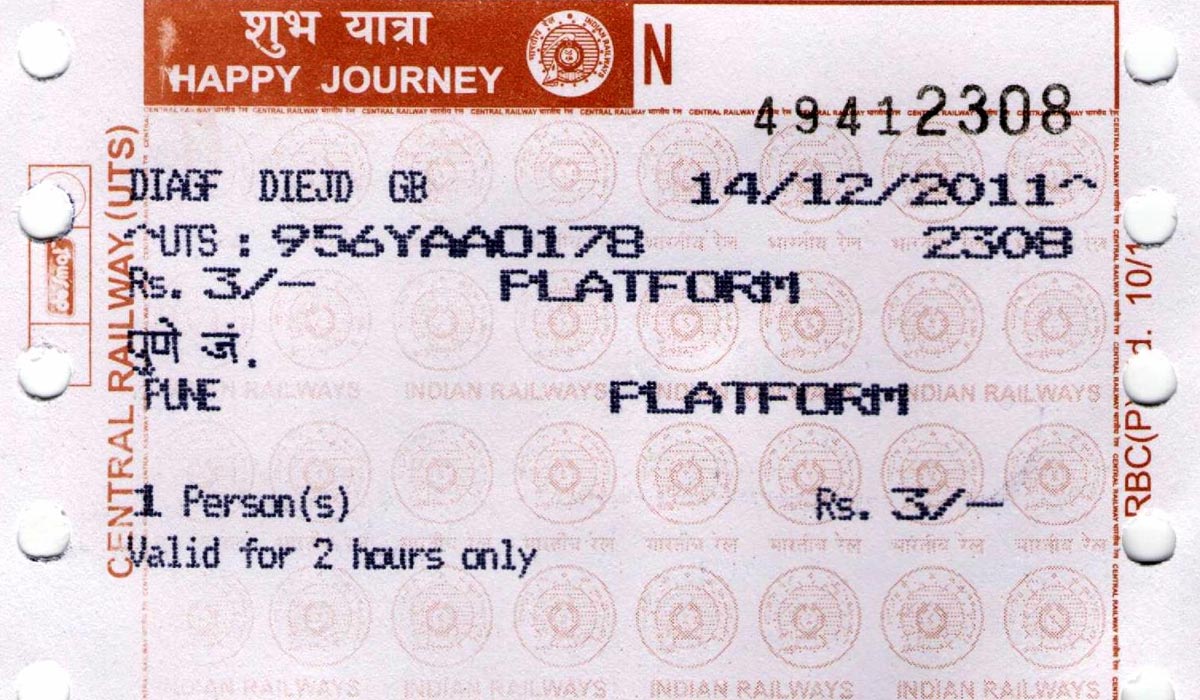 शुभ यात्रा
HAPPY JOURNEY
N
49412308
DIAGF DIEJD GB 14/12/2011^
^UTS : 956YAA0178 2308
Rs. 3/- PLATFORM
पुणे जं.
PUNE PLATFORM
1 Person(s) Rs. 3/-
Valid for 2 hours only
CENTRAL RAILWAY (UTS)
INDIAN RAILWAYS
भारतीय रेल